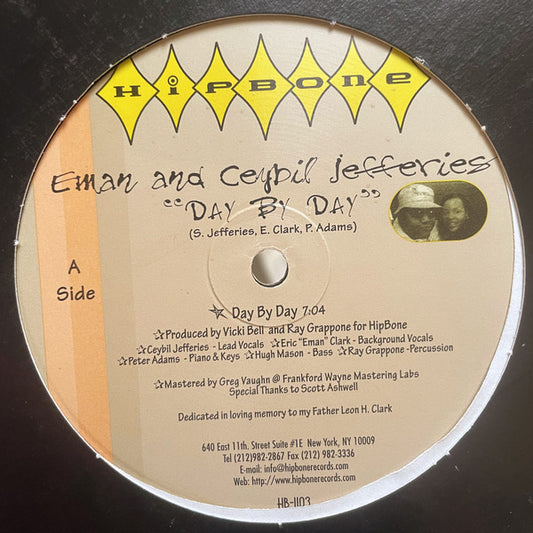 HipBone
Eman and Ceybil Jefferies
"Day By Day"
(S. Jefferies, E. Clark, P. Adams)
A
Side
Day By Day 7:04
Produced by Vicki Bell and Ray Grappone for HipBone
Ceybil Jefferies - Lead Vocals Eric "Eman" Clark - Background Vocals
Peter Adams - Piano & Keys Hugh Mason - Bass Ray Grappone -Percussion
Mastered by Greg Vaughn @ Frankford Wayne Mastering Labs
Special Thanks to Scott Ashwell
Dedicated in loving memory to my Father Leon H. Clark
640 East 11th. Street Suite #1E New York, NY 10009
Tel (212)982-2867 Fax (212) 982-3336
E-mail: info@hipbonerecords.com
Web: http://www.hipbonerecords.com
HB-1103